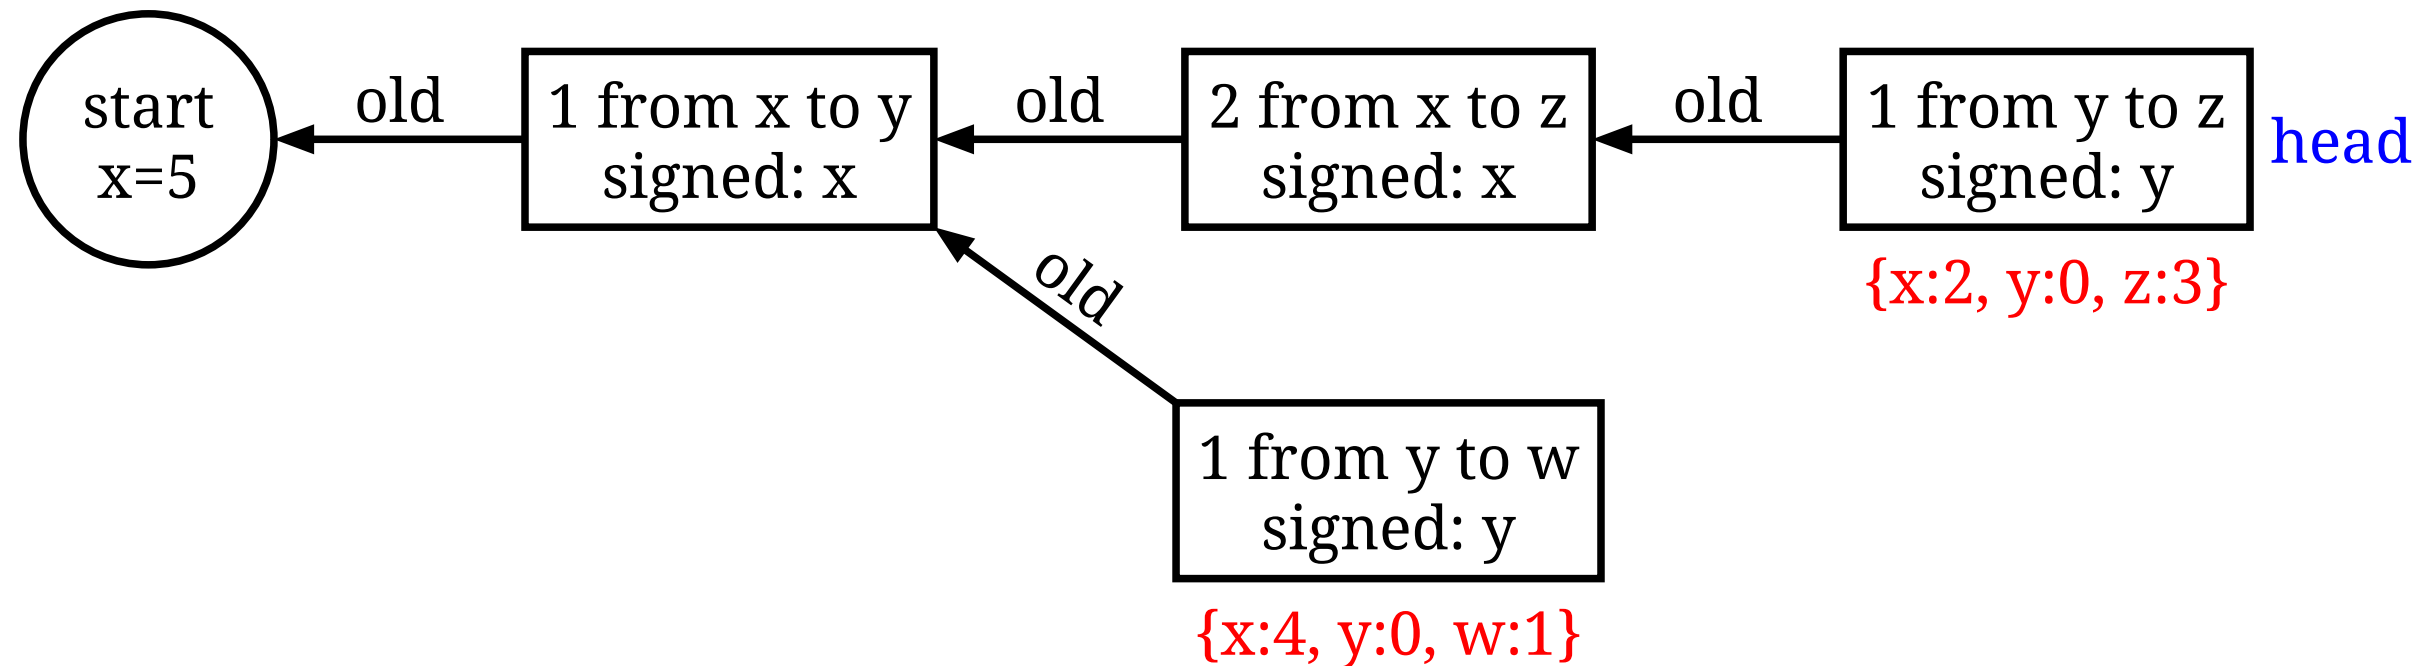 start
x=5
old
1 from x to y
signed: x
old
2 from x to z
signed: x
old
1 from y to z
signed: y
head
{x:2, y:0, z:3}
old
1 from y to w
signed: y
{x:4, y:0, w:1}